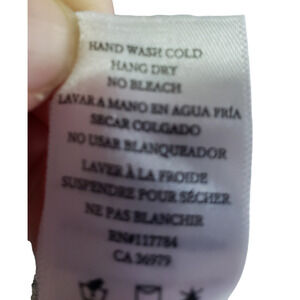 HAND WASH COLD
HANG DRY
NO BLEACH
LAVAR A MANO EN AGUA FRÍA
SECAR COLGADO
NO USAR BLANQUEADOR
LAVER À LA FROIDE
SUSPENDRE POUR SÉCHER
NE PAS BLANCHIR
RN#117784
CA 36979